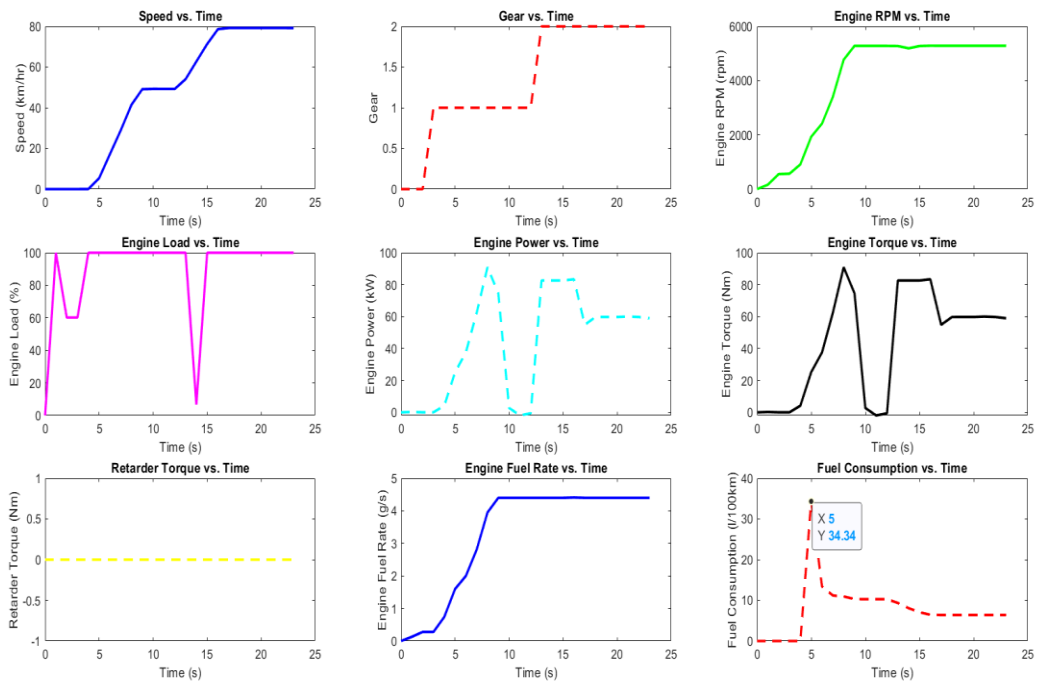 Speed vs. Time
Speed (km/hr)
80
60
40
20
0
0 5 10 15 20 25
Time (s)
Gear vs. Time
Gear
2
1.5
1
0.5
0
0 5 10 15 20 25
Time (s)
Engine RPM vs. Time
Engine RPM (rpm)
6000
4000
2000
0
0 5 10 15 20 25
Time (s)
Engine Load vs. Time
Engine Load (%)
100
80
60
40
20
0
0 5 10 15 20 25
Time (s)
Engine Power vs. Time
Engine Power (kW)
100
80
60
40
20
0
0 5 10 15 20 25
Time (s)
Engine Torque vs. Time
Engine Torque (Nm)
100
80
60
40
20
0
0 5 10 15 20 25
Time (s)
Retarder Torque vs. Time
Retarder Torque (Nm)
1
0.5
0
-0.5
-1
0 5 10 15 20 25
Time (s)
Engine Fuel Rate vs. Time
Engine Fuel Rate (g/s)
5
4
3
2
1
0
0 5 10 15 20 25
Time (s)
Fuel Consumption vs. Time
Fuel Consumption (l/100km)
40
30
20
10
0
X 5
Y 34.34
0 5 10 15 20 25
Time (s)